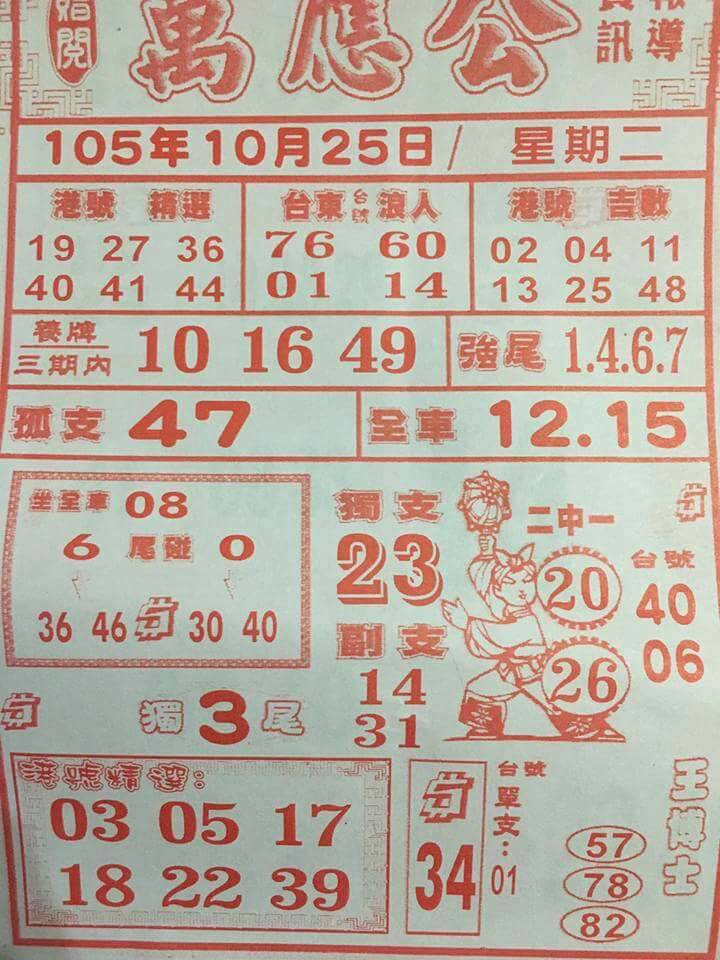 萬應公
報導
資訊
105年10月25日/ 星期二
港號 精選
19 27 36
40 41 44
台東台號浪人
76 60
01 14
港號 吉數
02 04 11
13 25 48
養牌
三期內
10 16 49
強尾 1.4.6.7
孤支 47
全車 12.15
坐全車 08
6 尾碰 0
36 46 30 40
獨 3 尾
獨支
23
副支
14
31
二中一
20
26
台號
40
06
港號精選:
03 05 17
18 22 39
34
台號
單支:01
王博士
57
78
82